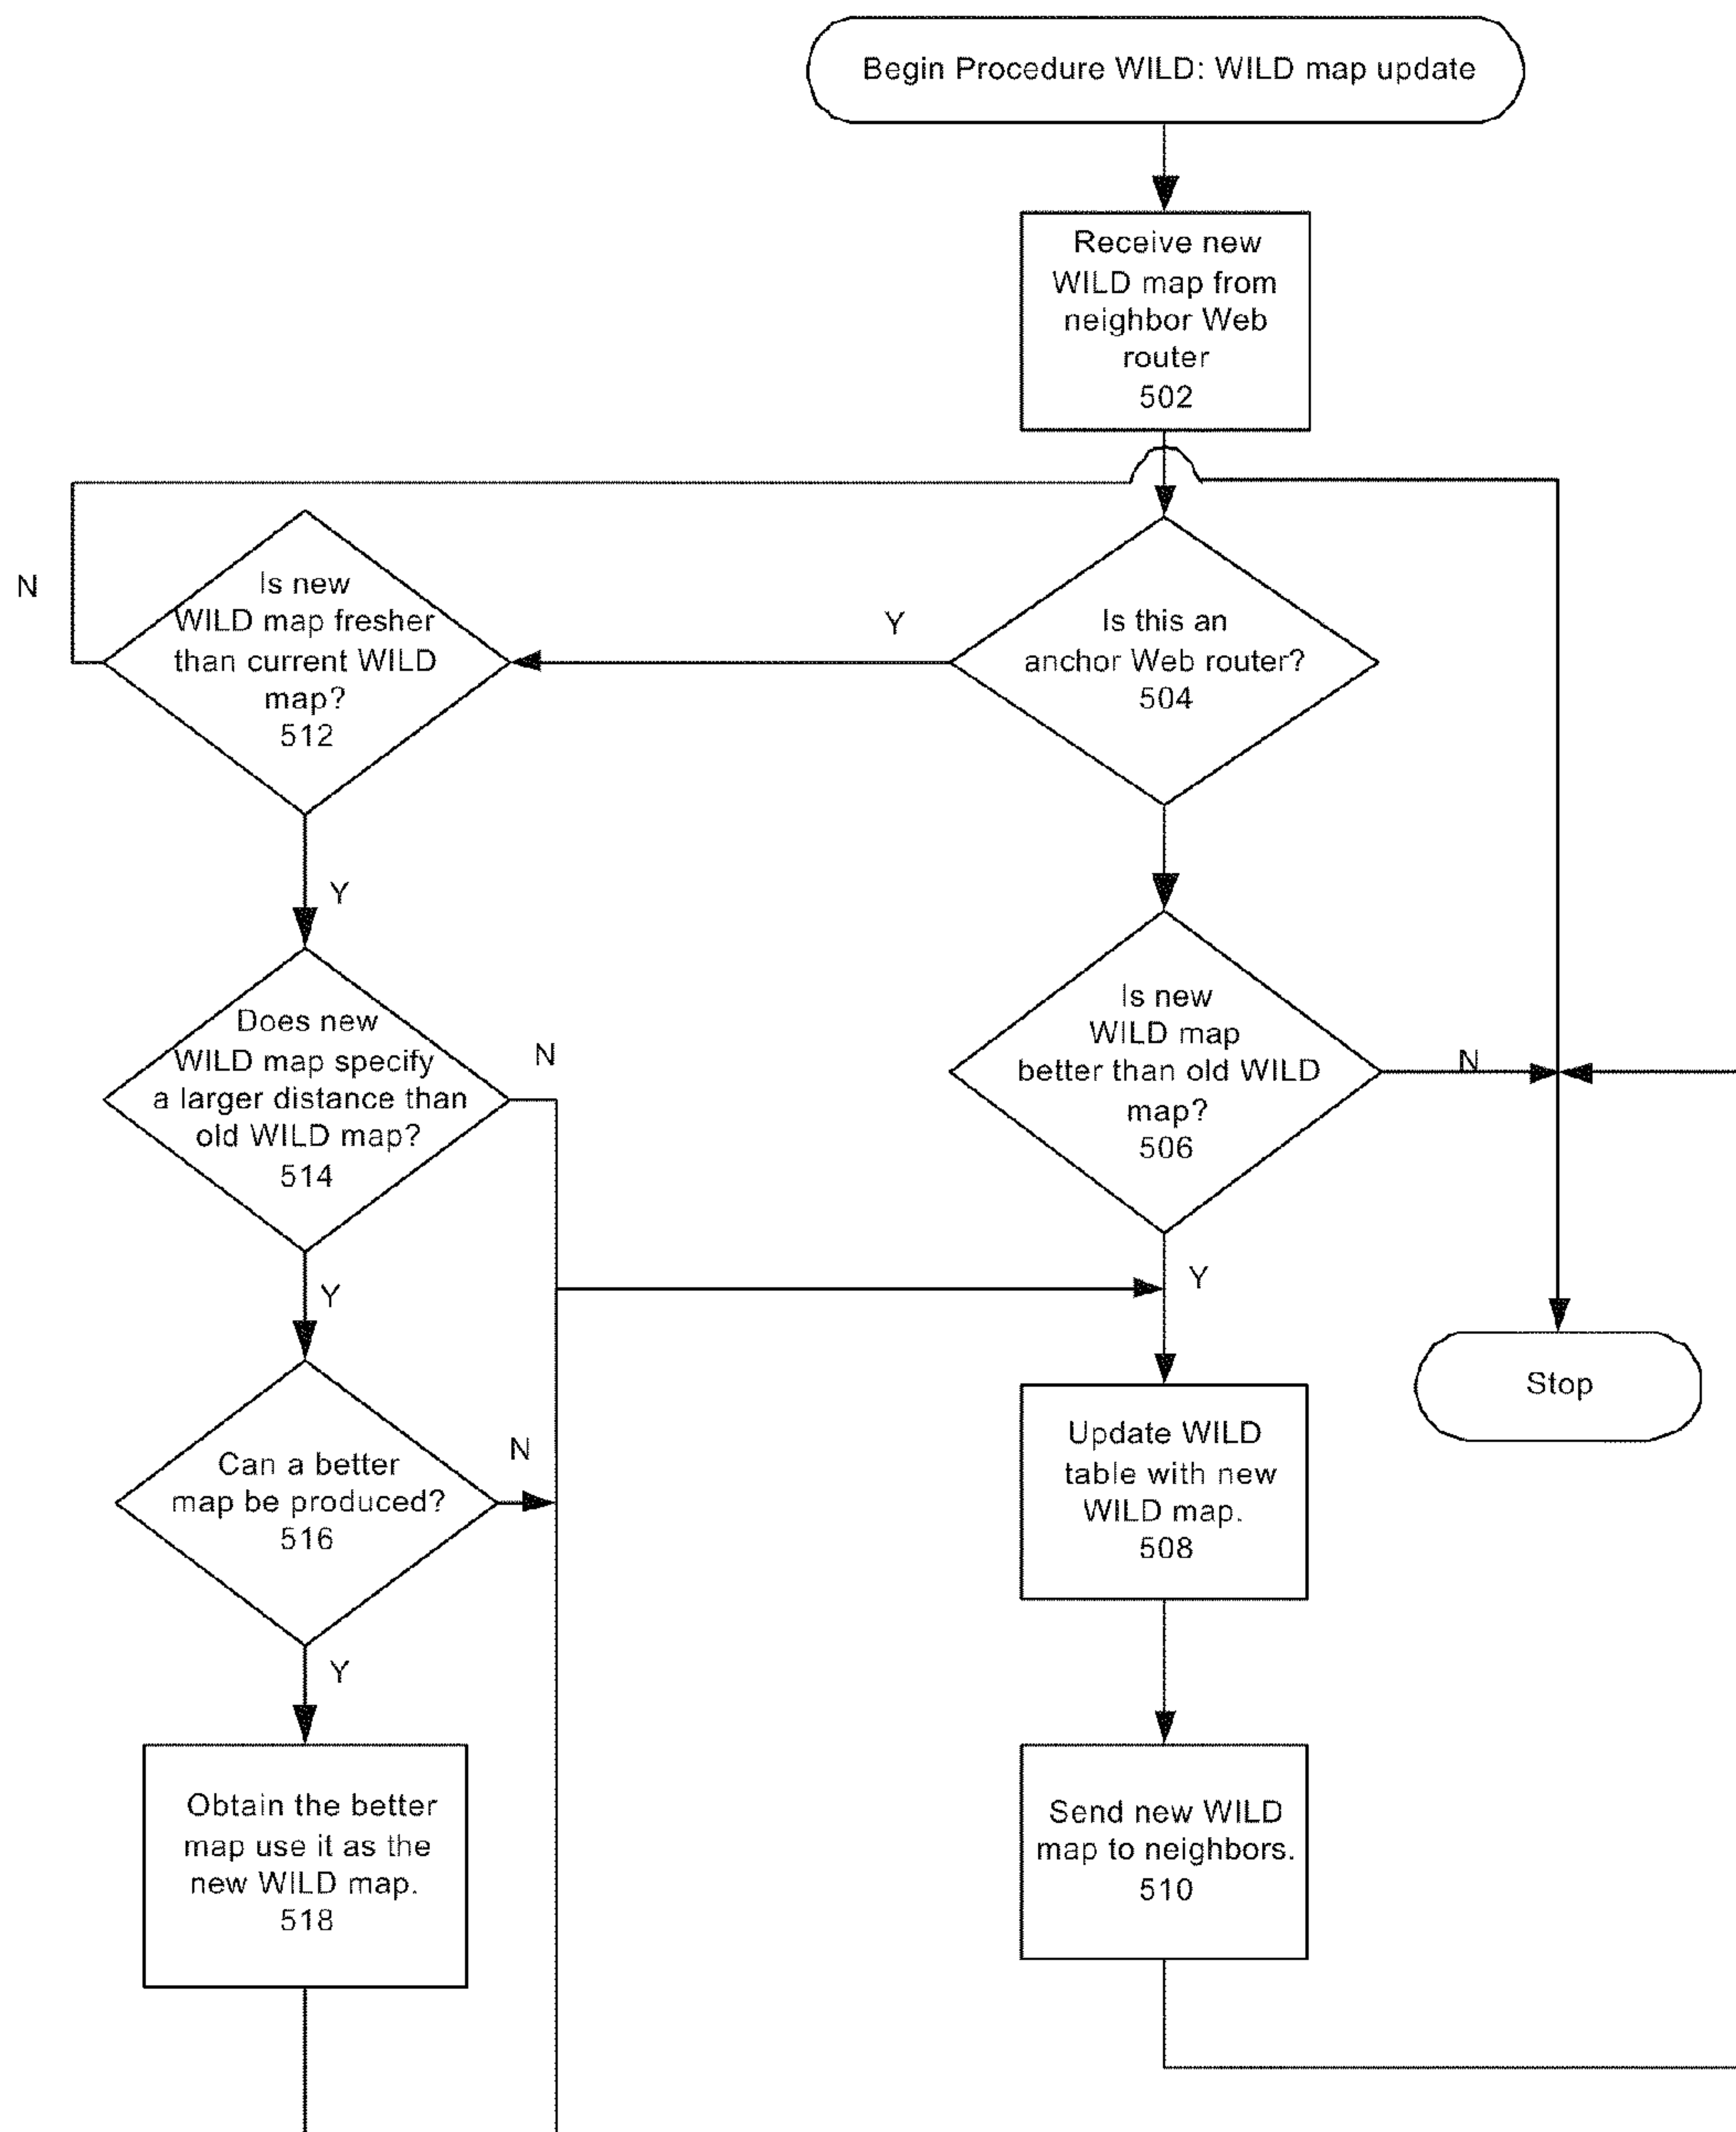 Begin Procedure WILD: WILD map update
Receive new
WILD map from
neighbor Web
router
502
N
Is new
WILD map fresher
than current WILD
map?
512
Y
Is this an
anchor Web router?
504
Y
Does new
WILD map specify
a larger distance than
old WILD map?
514
N
Is new
WILD map
better than old WILD
map?
506
N
Y
Y
Stop
Can a better
map be produced?
516
N
Update WILD
table with new
WILD map.
508
Y
Obtain the better
map use it as the
new WILD map.
518
Send new WILD
map to neighbors.
510